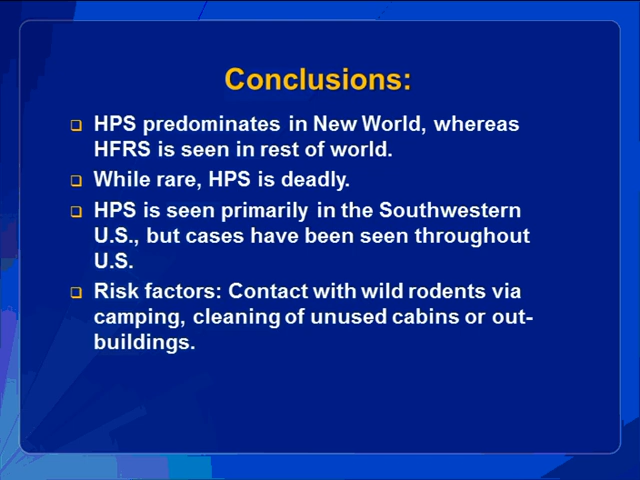 Conclusions:
HPS predominates in New World, whereas
HFRS is seen in rest of world.
While rare, HPS is deadly.
HPS is seen primarily in the Southwestern
U.S., but cases have been seen throughout
U.S.
Risk factors: Contact with wild rodents via
camping, cleaning of unused cabins or out-
buildings.